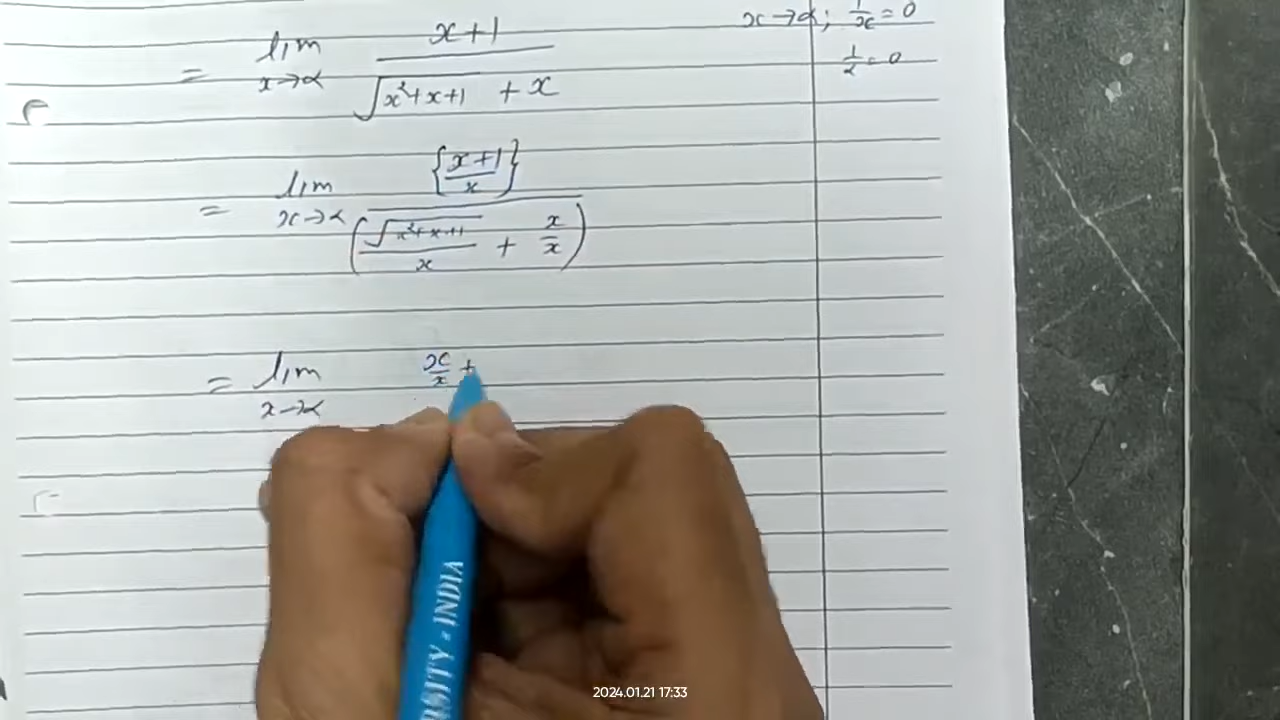 = lim x→α x+1 / √x²+x+1 + x
x→α ; 1/x = 0
1/α = 0
= lim x→α {x+1 / x} / (√x²+x+1 / x + x/x)
= lim x→α x/x +
RSITY INDIA
2024.01.21 17:33